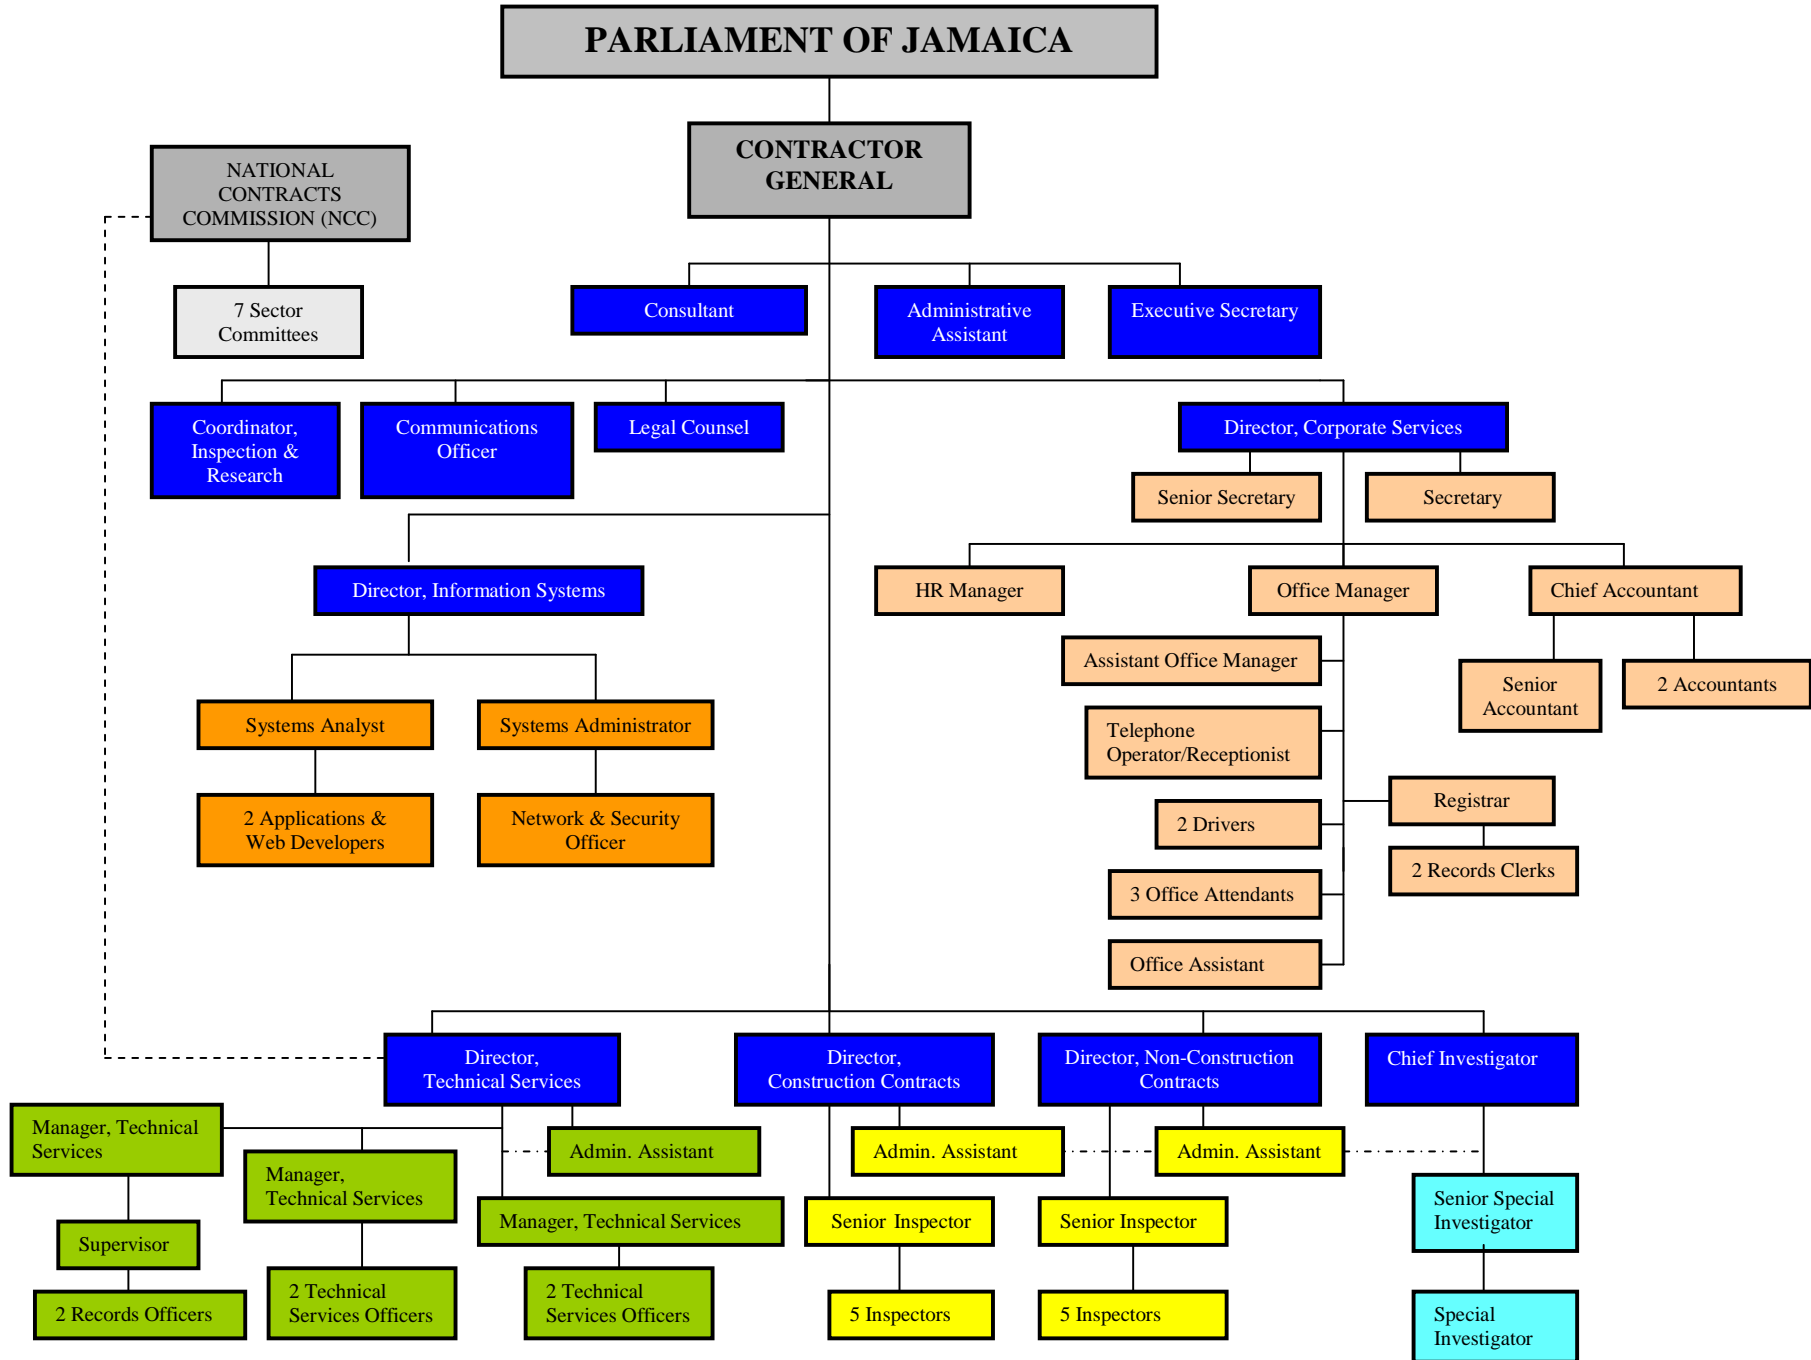 PARLIAMENT OF JAMAICA
CONTRACTOR
GENERAL
NATIONAL
CONTRACTS
COMMISSION (NCC)
7 Sector
Committees
Consultant
Administrative
Assistant
Executive Secretary
Coordinator,
Inspection &
Research
Communications
Officer
Legal Counsel
Director, Corporate Services
Senior Secretary
Secretary
Director, Information Systems
HR Manager
Office Manager
Chief Accountant
Assistant Office Manager
Senior
Accountant
2 Accountants
Systems Analyst
Systems Administrator
Telephone
Operator/Receptionist
2 Applications &
Web Developers
Network & Security
Officer
2 Drivers
Registrar
2 Records Clerks
3 Office Attendants
Office Assistant
Director,
Technical Services
Director,
Construction Contracts
Director, Non-Construction
Contracts
Chief Investigator
Manager, Technical
Services
Manager,
Technical Services
Admin. Assistant
Admin. Assistant
Admin. Assistant
Manager, Technical Services
Senior Inspector
Senior Inspector
Senior Special
Investigator
Supervisor
2 Records Officers
2 Technical
Services Officers
2 Technical
Services Officers
5 Inspectors
5 Inspectors
Special
Investigator